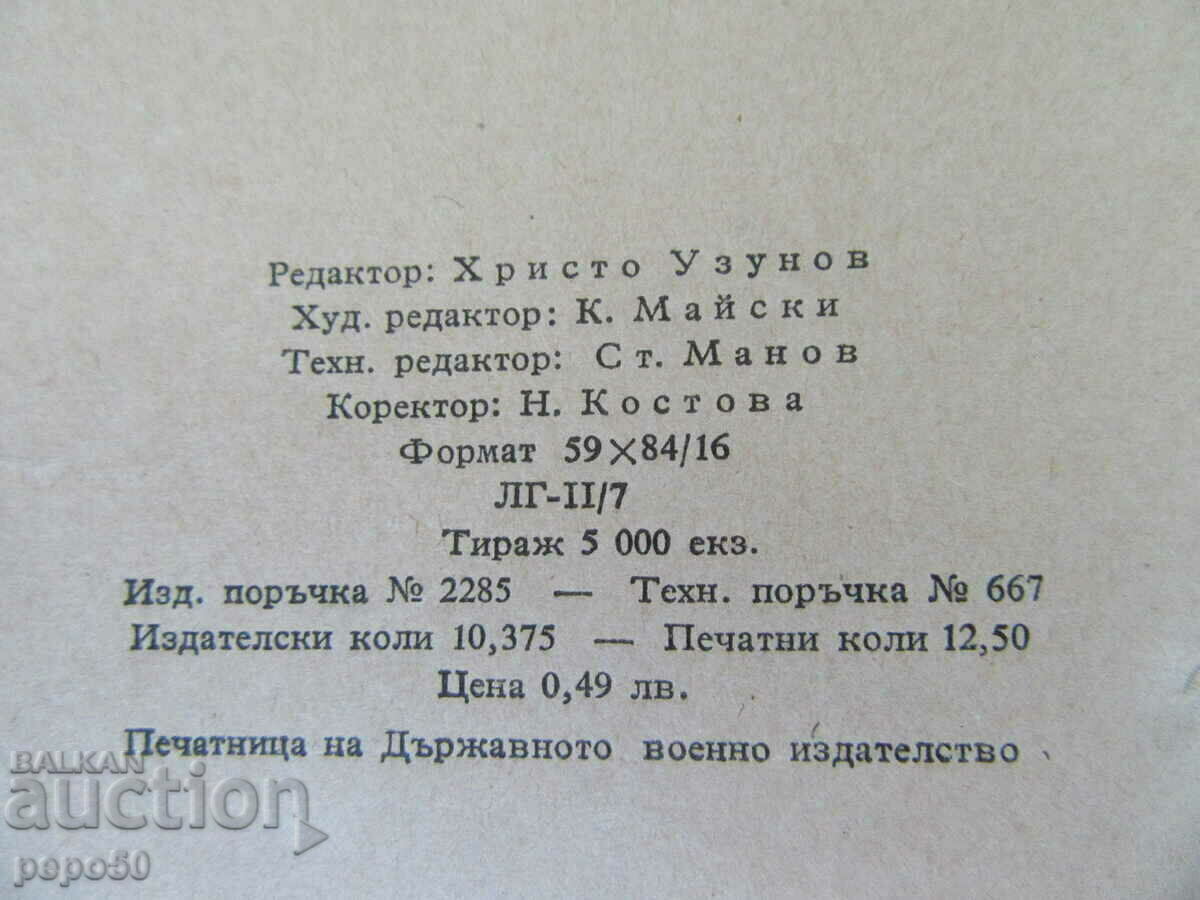 Редактор: Христо Узунов
Худ. редактор: К. Майски
Техн. редактор: Ст. Манов
Коректор: Н. Костова
Формат 59×84/16
ЛГ-II/7
Тираж 5 000 екз.
Изд. поръчка № 2285 — Техн. поръчка № 667
Издателски коли 10,375 — Печатни коли 12,50
Цена 0,49 лв.
Печатница на Държавното военно издателство
BALKAN
auction
pepo50